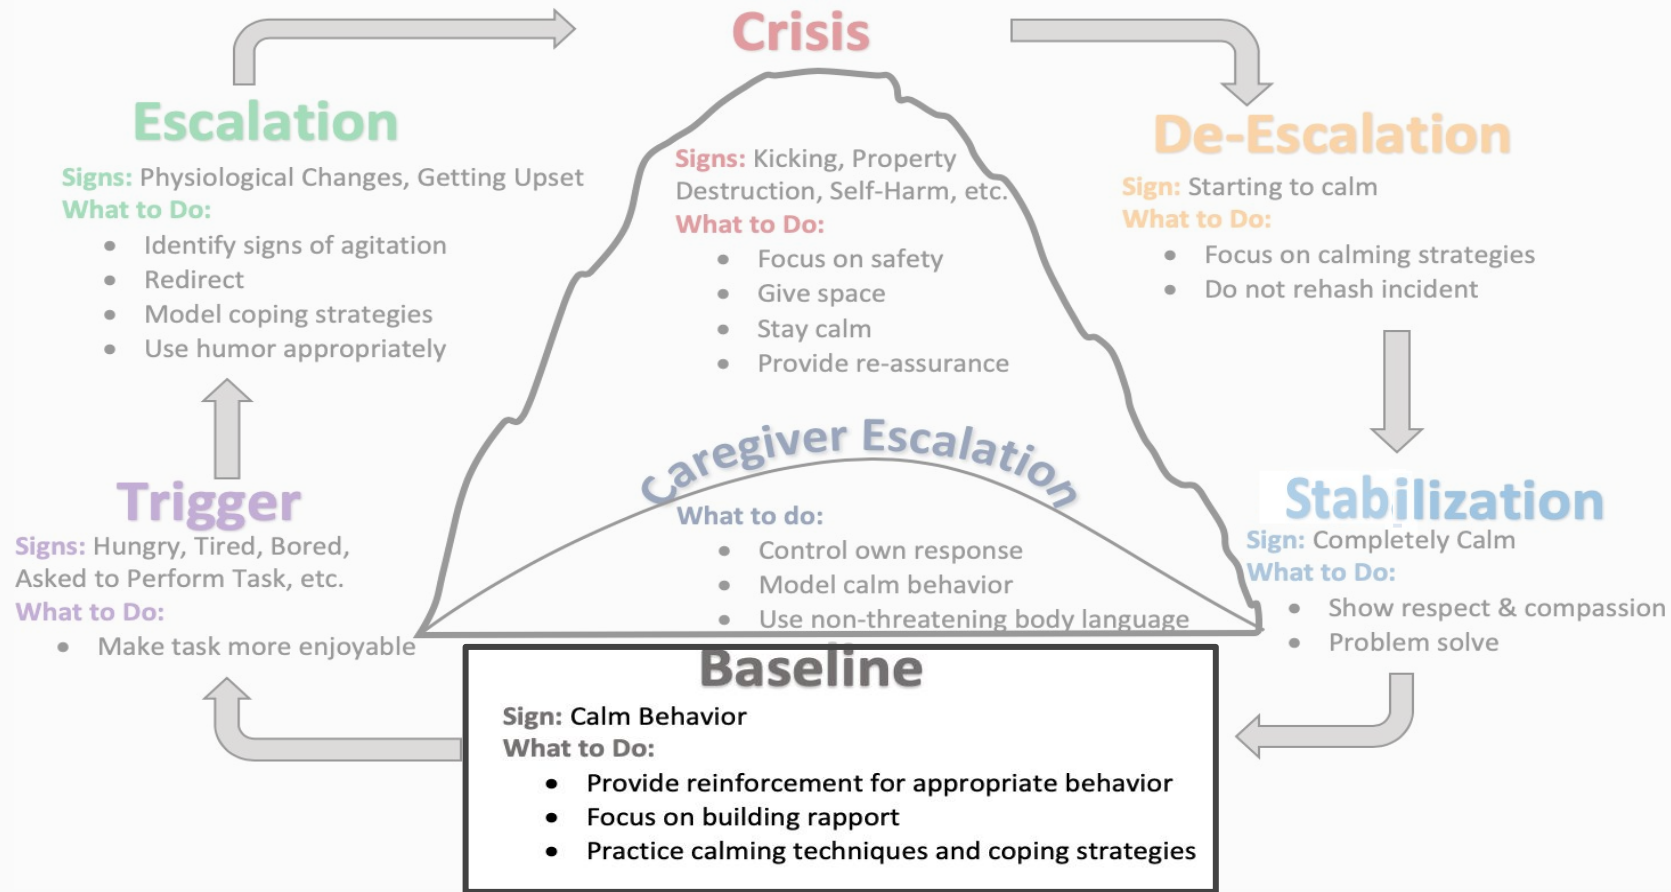 Crisis
Escalation
Signs: Physiological Changes, Getting Upset
What to Do:
• Identify signs of agitation
• Redirect
• Model coping strategies
• Use humor appropriately
Signs: Kicking, Property
Destruction, Self-Harm, etc.
What to Do:
• Focus on safety
• Give space
• Stay calm
• Provide re-assurance
De-Escalation
Sign: Starting to calm
What to Do:
• Focus on calming strategies
• Do not rehash incident
Trigger
Signs: Hungry, Tired, Bored,
Asked to Perform Task, etc.
What to Do:
• Make task more enjoyable
Caregiver Escalation
What to do:
• Control own response
• Model calm behavior
• Use non-threatening body language
Stabilization
Sign: Completely Calm
What to Do:
• Show respect & compassion
• Problem solve
Baseline
Sign: Calm Behavior
What to Do:
• Provide reinforcement for appropriate behavior
• Focus on building rapport
• Practice calming techniques and coping strategies